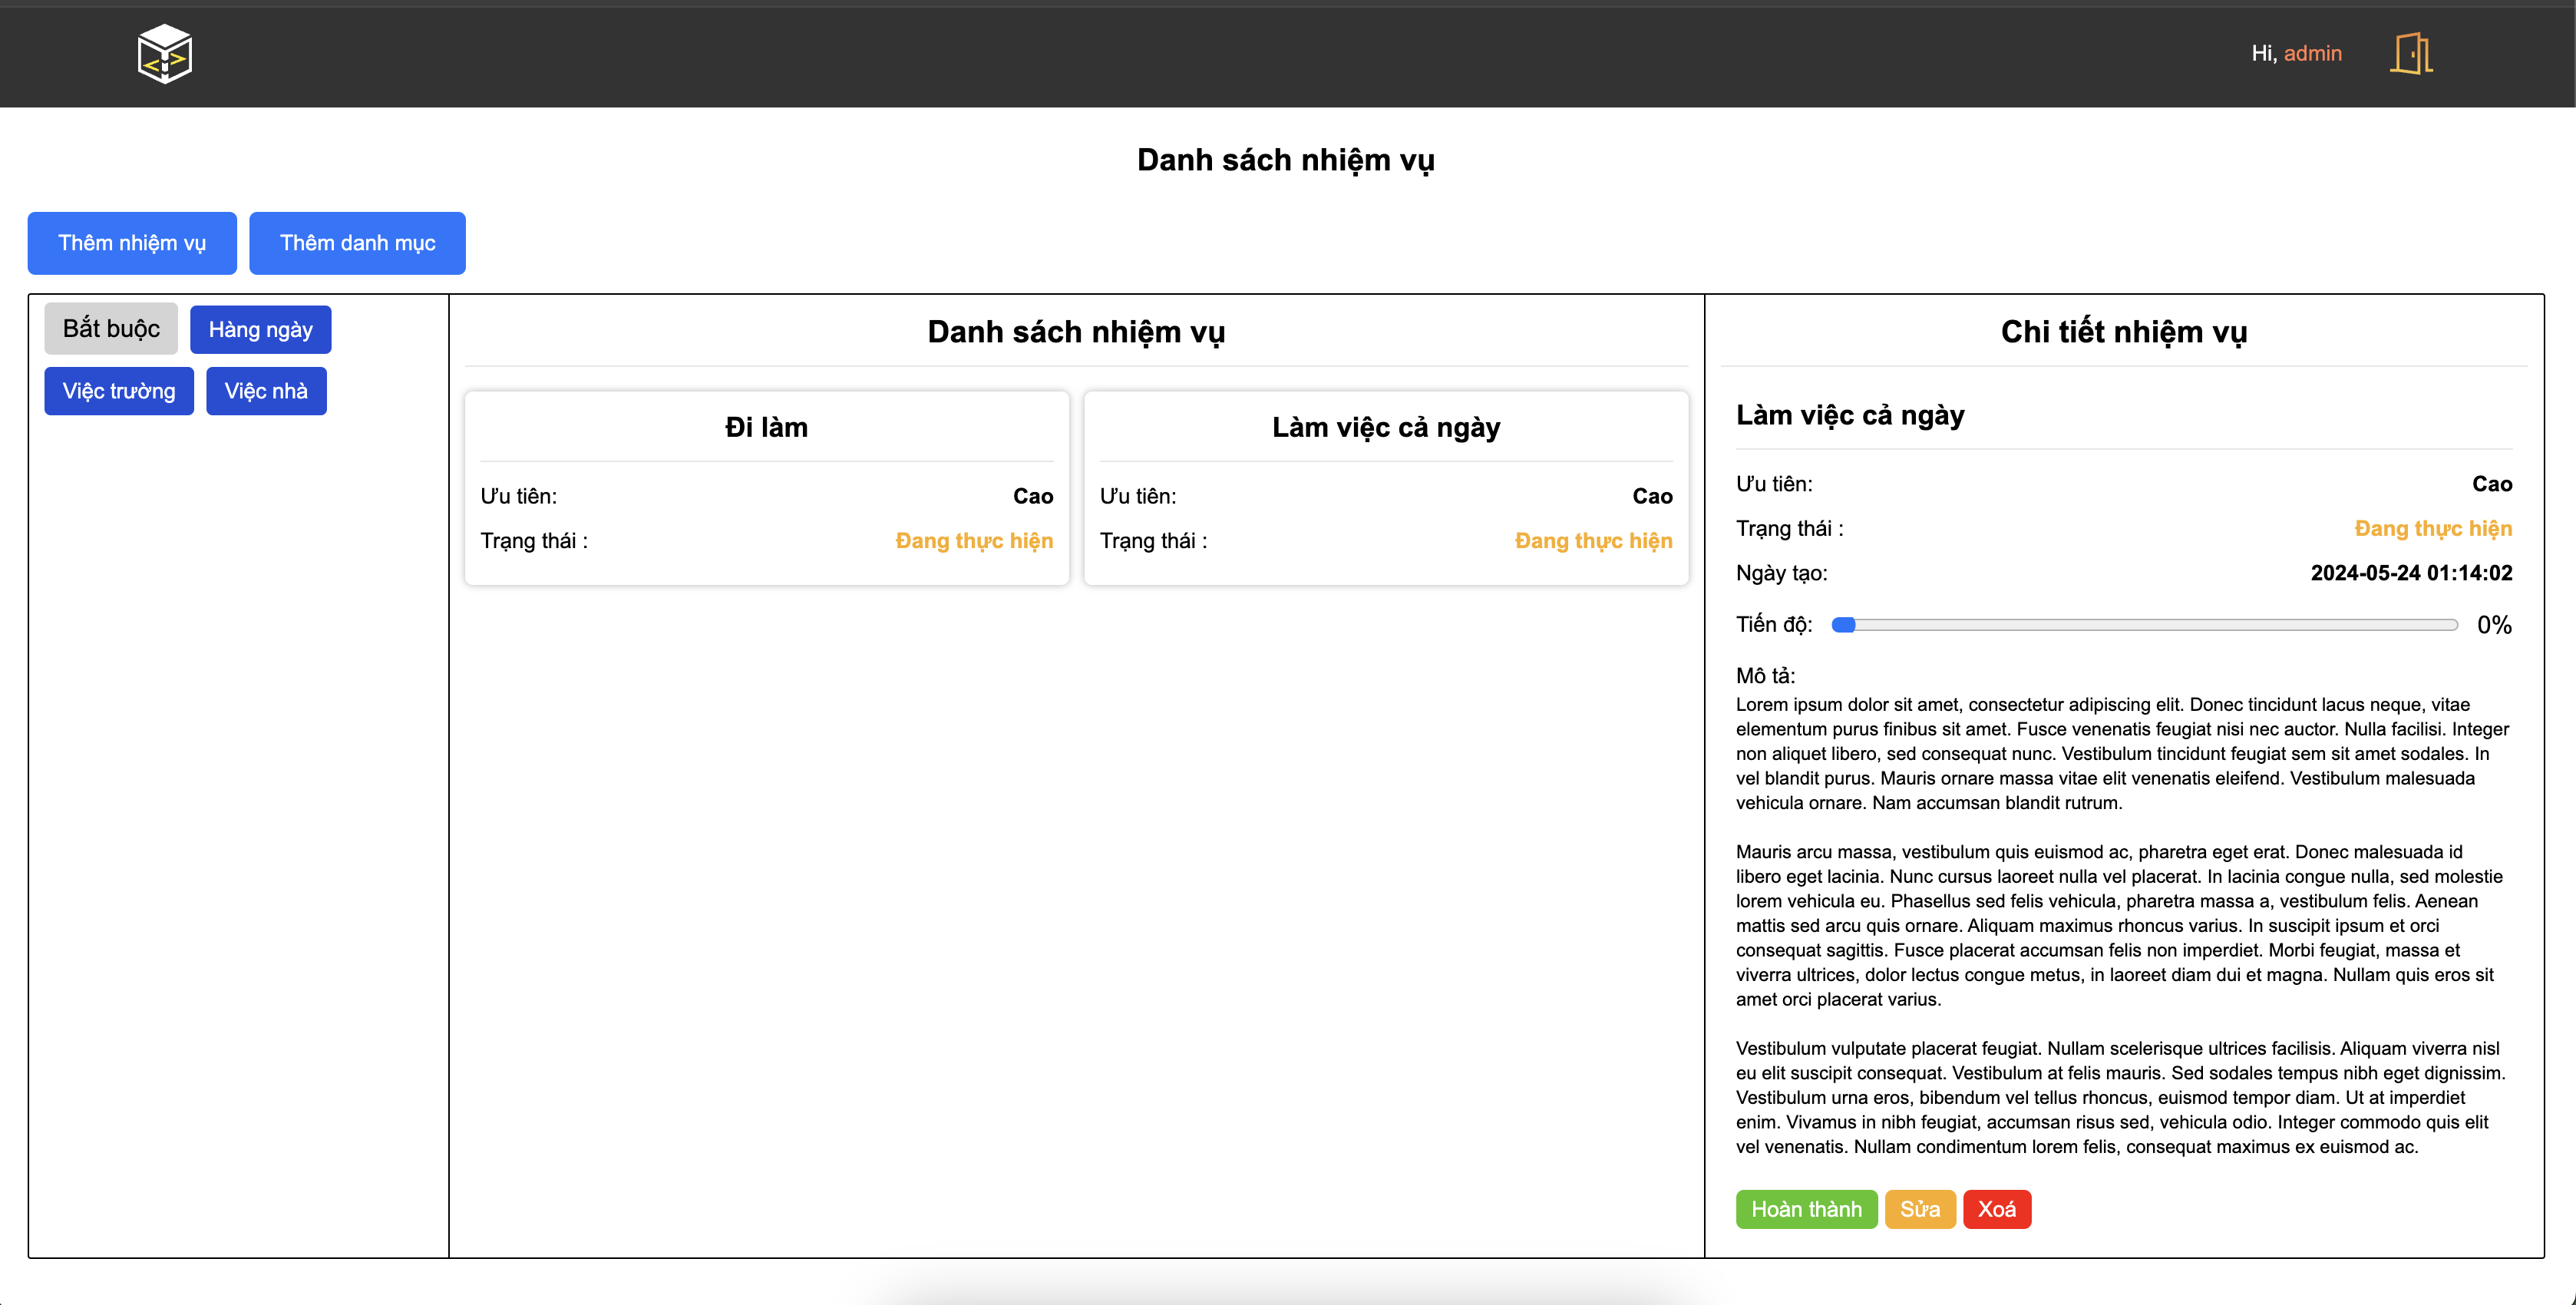 Hi, admin
Danh sách nhiệm vụ
Thêm nhiệm vụ
Thêm danh mục
Bắt buộc
Hàng ngày
Việc trường
Việc nhà
Danh sách nhiệm vụ
Đi làm
Ưu tiên: Cao
Trạng thái : Đang thực hiện
Làm việc cả ngày
Ưu tiên: Cao
Trạng thái : Đang thực hiện
Chi tiết nhiệm vụ
Làm việc cả ngày
Ưu tiên: Cao
Trạng thái : Đang thực hiện
Ngày tạo: 2024-05-24 01:14:02
Tiến độ: 0%
Mô tả:
Lorem ipsum dolor sit amet, consectetur adipiscing elit. Donec tincidunt lacus neque, vitae
elementum purus finibus sit amet. Fusce venenatis feugiat nisi nec auctor. Nulla facilisi. Integer
non aliquet libero, sed consequat nunc. Vestibulum tincidunt feugiat sem sit amet sodales. In
vel blandit purus. Mauris ornare massa vitae elit venenatis eleifend. Vestibulum malesuada
vehicula ornare. Nam accumsan blandit rutrum.
Mauris arcu massa, vestibulum quis euismod ac, pharetra eget erat. Donec malesuada id
libero eget lacinia. Nunc cursus laoreet nulla vel placerat. In lacinia congue nulla, sed molestie
lorem vehicula eu. Phasellus sed felis vehicula, pharetra massa a, vestibulum felis. Aenean
mattis sed arcu quis ornare. Aliquam maximus rhoncus varius. In suscipit ipsum et orci
consequat sagittis. Fusce placerat accumsan felis non imperdiet. Morbi feugiat, massa et
viverra ultrices, dolor lectus congue metus, in laoreet diam dui et magna. Nullam quis eros sit
amet orci placerat varius.
Vestibulum vulputate placerat feugiat. Nullam scelerisque ultrices facilisis. Aliquam viverra nisl
eu elit suscipit consequat. Vestibulum at felis mauris. Sed sodales tempus nibh eget dignissim.
Vestibulum urna eros, bibendum vel tellus rhoncus, euismod tempor diam. Ut at imperdiet
enim. Vivamus in nibh feugiat, accumsan risus sed, vehicula odio. Integer commodo quis elit
vel venenatis. Nullam condimentum lorem felis, consequat maximus ex euismod ac.
Hoàn thành
Sửa
Xoá